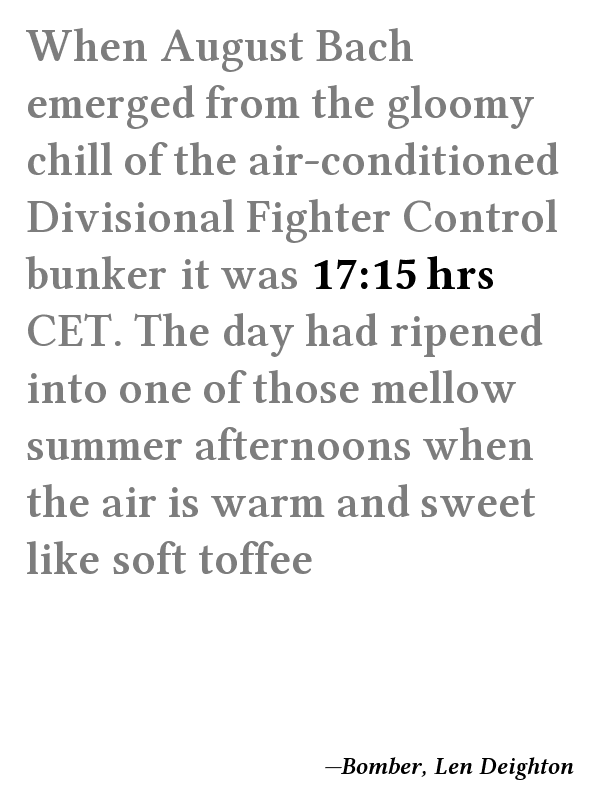 When August Bach
emerged from the gloomy
chill of the air-conditioned
Divisional Fighter Control
bunker it was 17:15 hrs
CET. The day had ripened
into one of those mellow
summer afternoons when
the air is warm and sweet
like soft toffee
—Bomber, Len Deighton